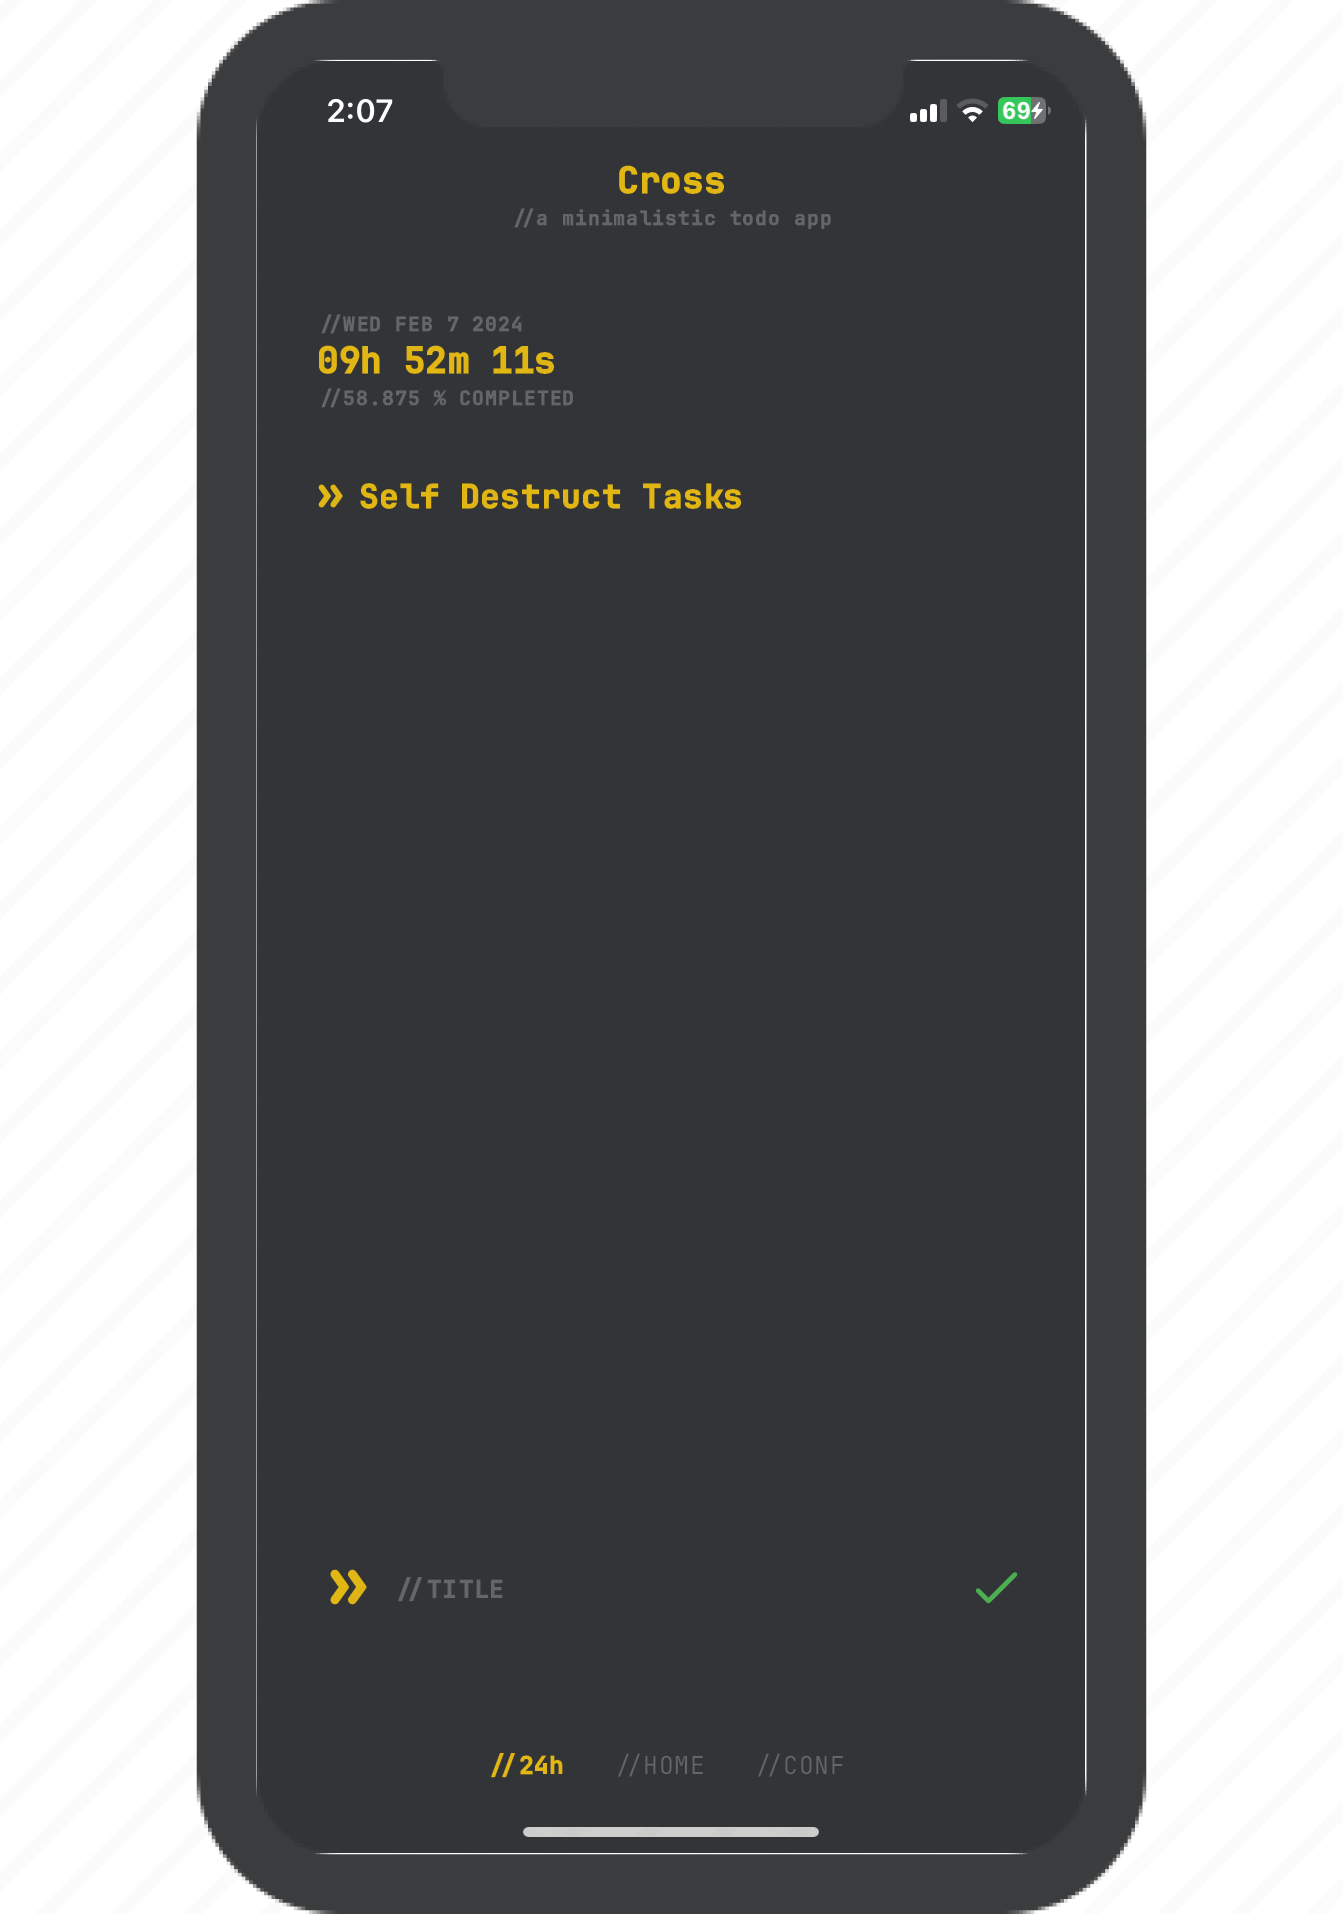 2:07
69
Cross
//a minimalistic todo app
//WED FEB 7 2024
09h 52m 11s
//58.875 % COMPLETED
» Self Destruct Tasks
» //TITLE
//24h //HOME //CONF